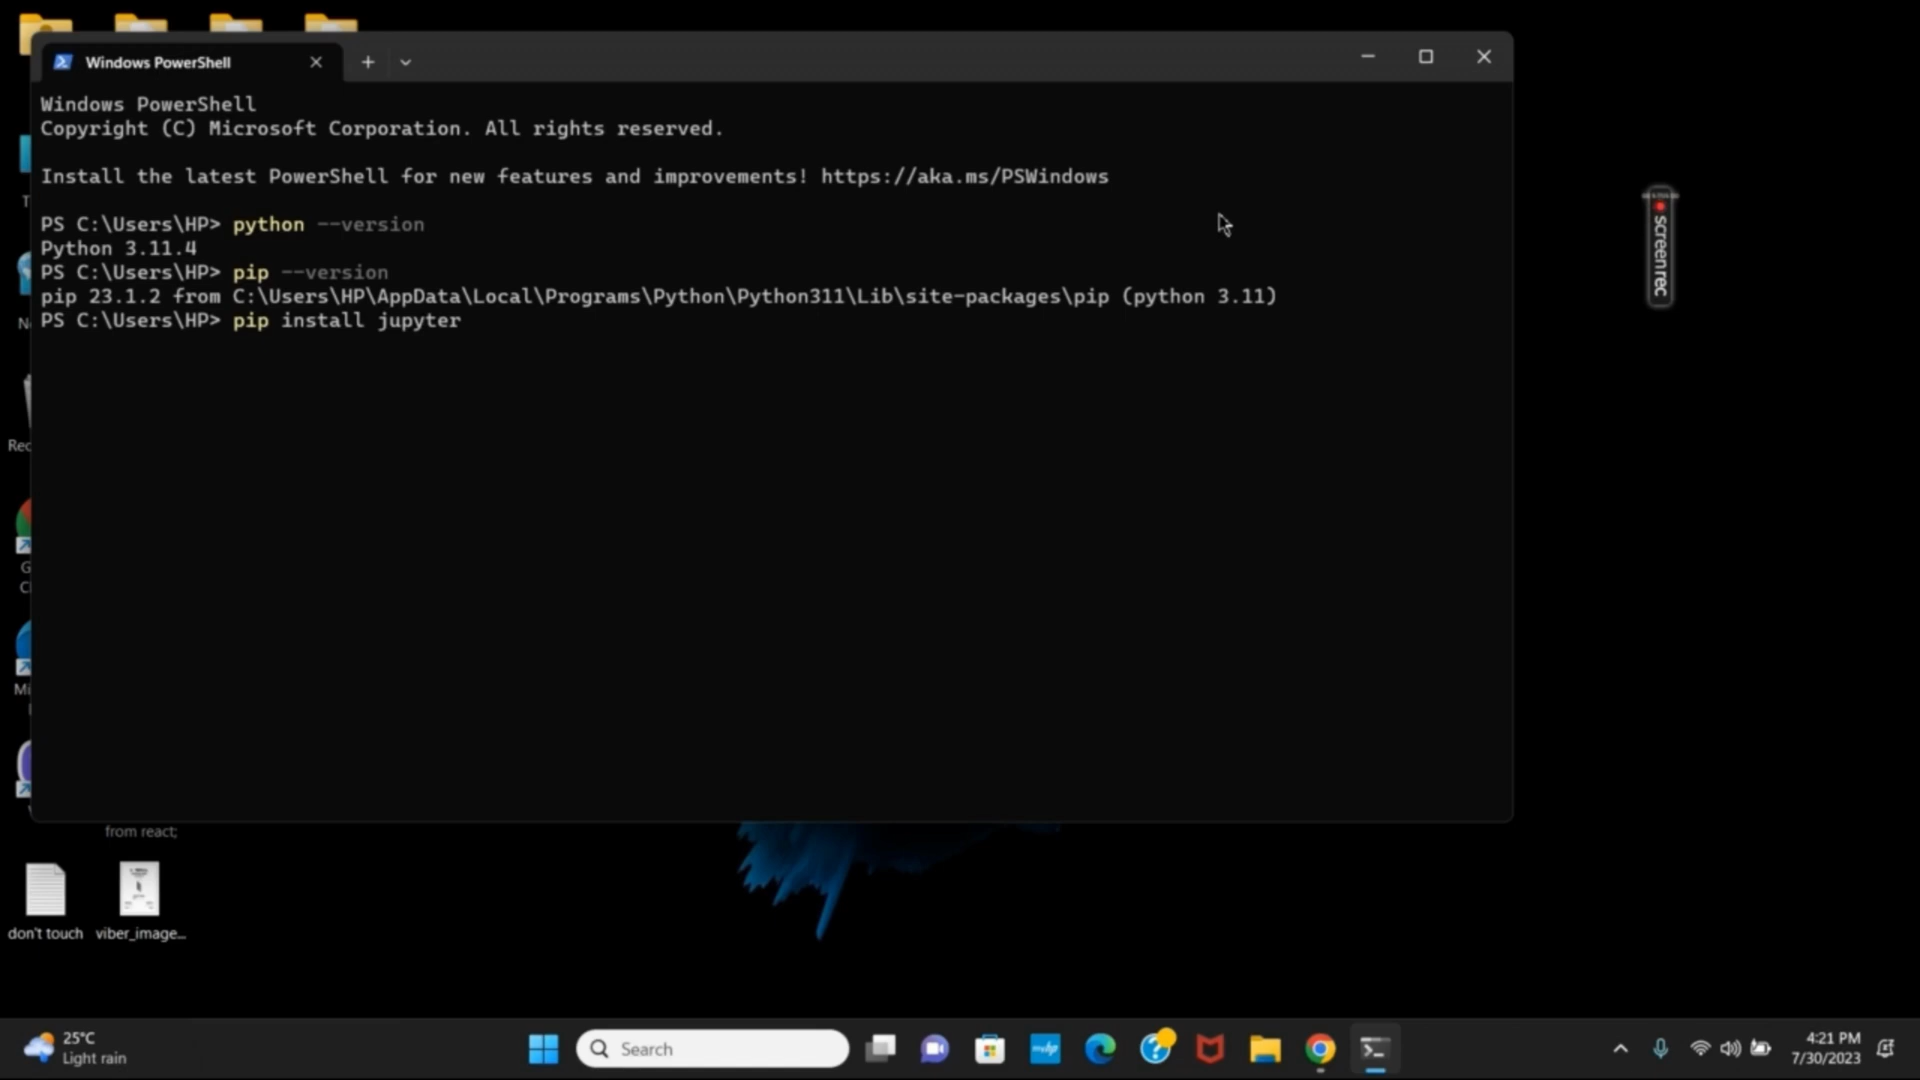 Windows PowerShell
Windows PowerShell
Copyright (C) Microsoft Corporation. All rights reserved.
Install the latest PowerShell for new features and improvements! https://aka.ms/PSWindows
PS C:\Users\HP> python --version
Python 3.11.4
PS C:\Users\HP> pip --version
pip 23.1.2 from C:\Users\HP\AppData\Local\Programs\Python\Python311\Lib\site-packages\pip (python 3.11)
PS C:\Users\HP> pip install jupyter
screenrec
from react;
don't touch
viber_image...
25°C
Light rain
Search
myhp
4:21 PM
7/30/2023